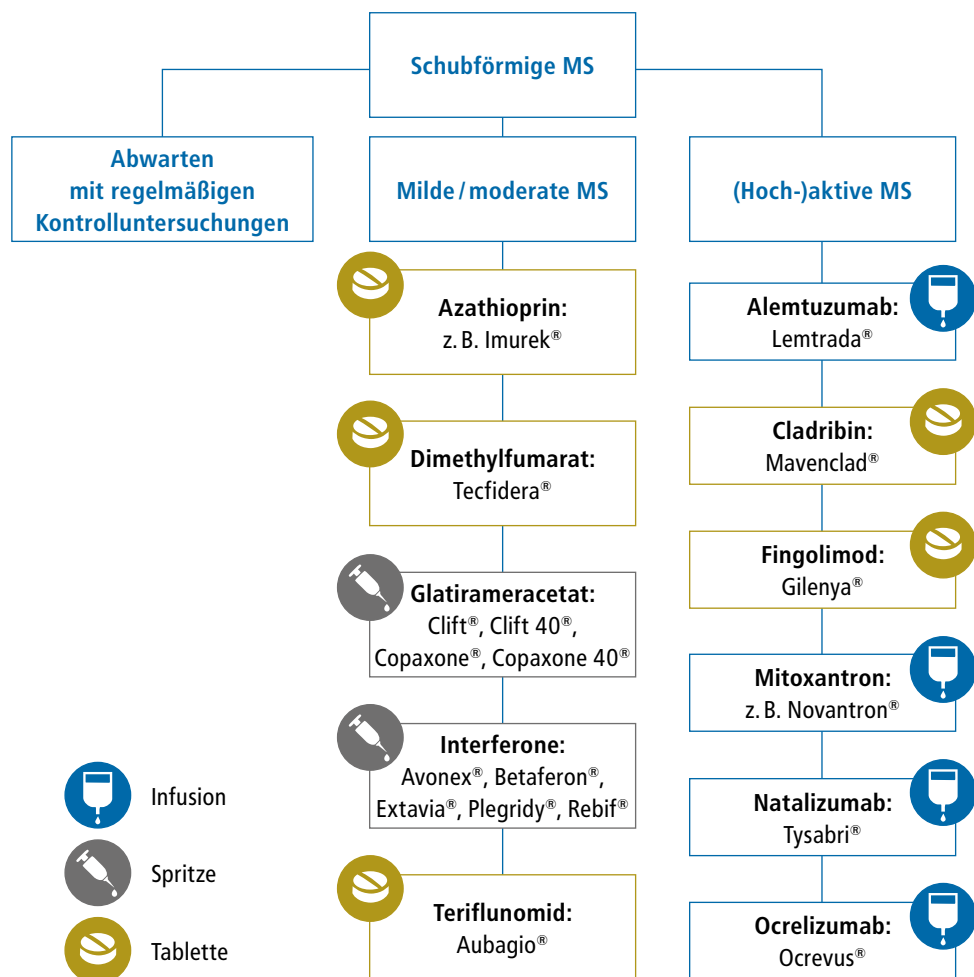 Schubförmige MS
Abwarten
mit regelmäßigen
Kontrolluntersuchungen
Milde / moderate MS
Azathioprin:
z. B. Imurek®
Dimethylfumarat:
Tecfidera®
Glatirameracetat:
Clift®, Clift 40®,
Copaxone®, Copaxone 40®
Interferone:
Avonex®, Betaferon®,
Extavia®, Plegridy®, Rebif®
Teriflunomid:
Aubagio®
(Hoch-)aktive MS
Alemtuzumab:
Lemtrada®
Cladribin:
Mavenclad®
Fingolimod:
Gilenya®
Mitoxantron:
z. B. Novantron®
Natalizumab:
Tysabri®
Ocrelizumab:
Ocrevus®
Infusion
Spritze
Tablette